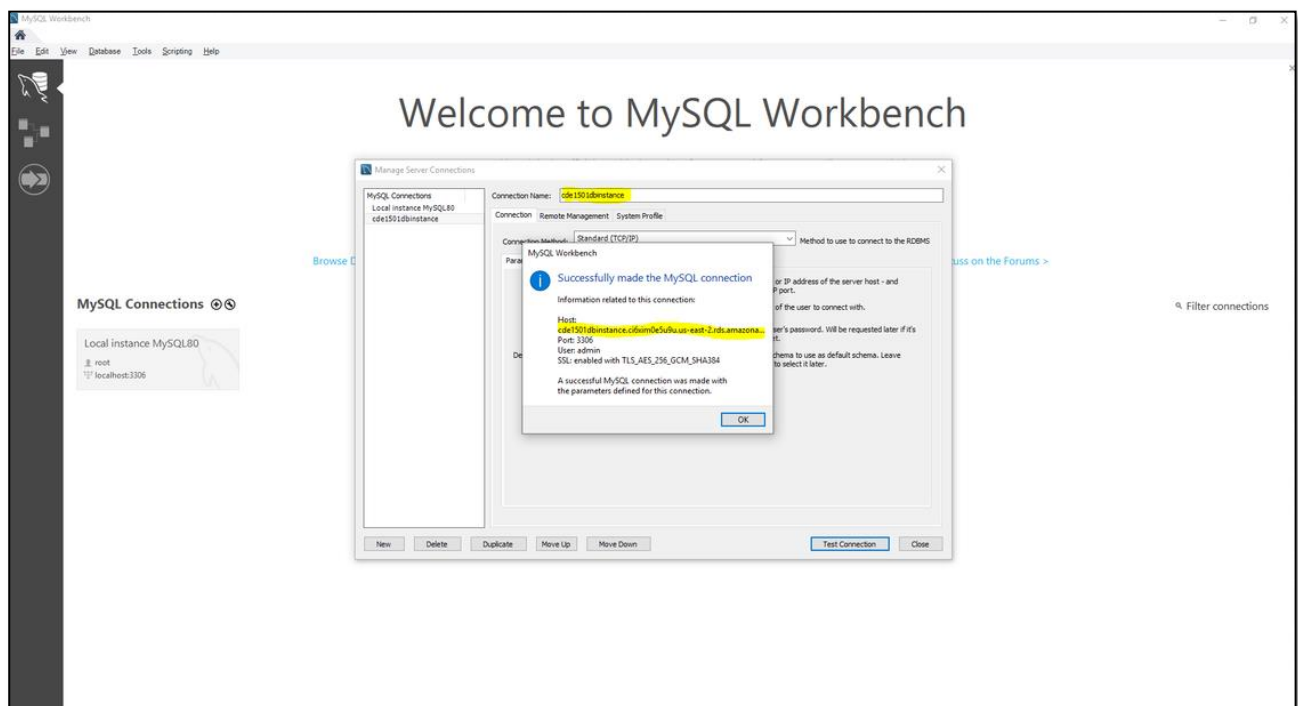 MySQL Workbench
File Edit View Database Tools Scripting Help
Welcome to MySQL Workbench
Browse D
uss on the Forums >
MySQL Connections
Filter connections
Local instance MySQL80
root
localhost:3306
Manage Server Connections
MySQL Connections
Local instance MySQL80
cde1501dbinstance
Connection Name: cde1501dbinstance
Connection Remote Management System Profile
Connection Method: Standard (TCP/IP) Method to use to connect to the RDBMS
Para
or IP address of the server host - and
P port.
of the user to connect with.
ser's password. Will be requested later if it's
et.
De
chema to use as default schema. Leave
to select it later.
MySQL Workbench
Successfully made the MySQL connection
Information related to this connection:
Host:
cde1501dbinstance.ci6xim0e5u9u.us-east-2.rds.amazona...
Port: 3306
User: admin
SSL: enabled with TLS_AES_256_GCM_SHA384
A successful MySQL connection was made with
the parameters defined for this connection.
OK
New Delete Duplicate Move Up Move Down Test Connection Close